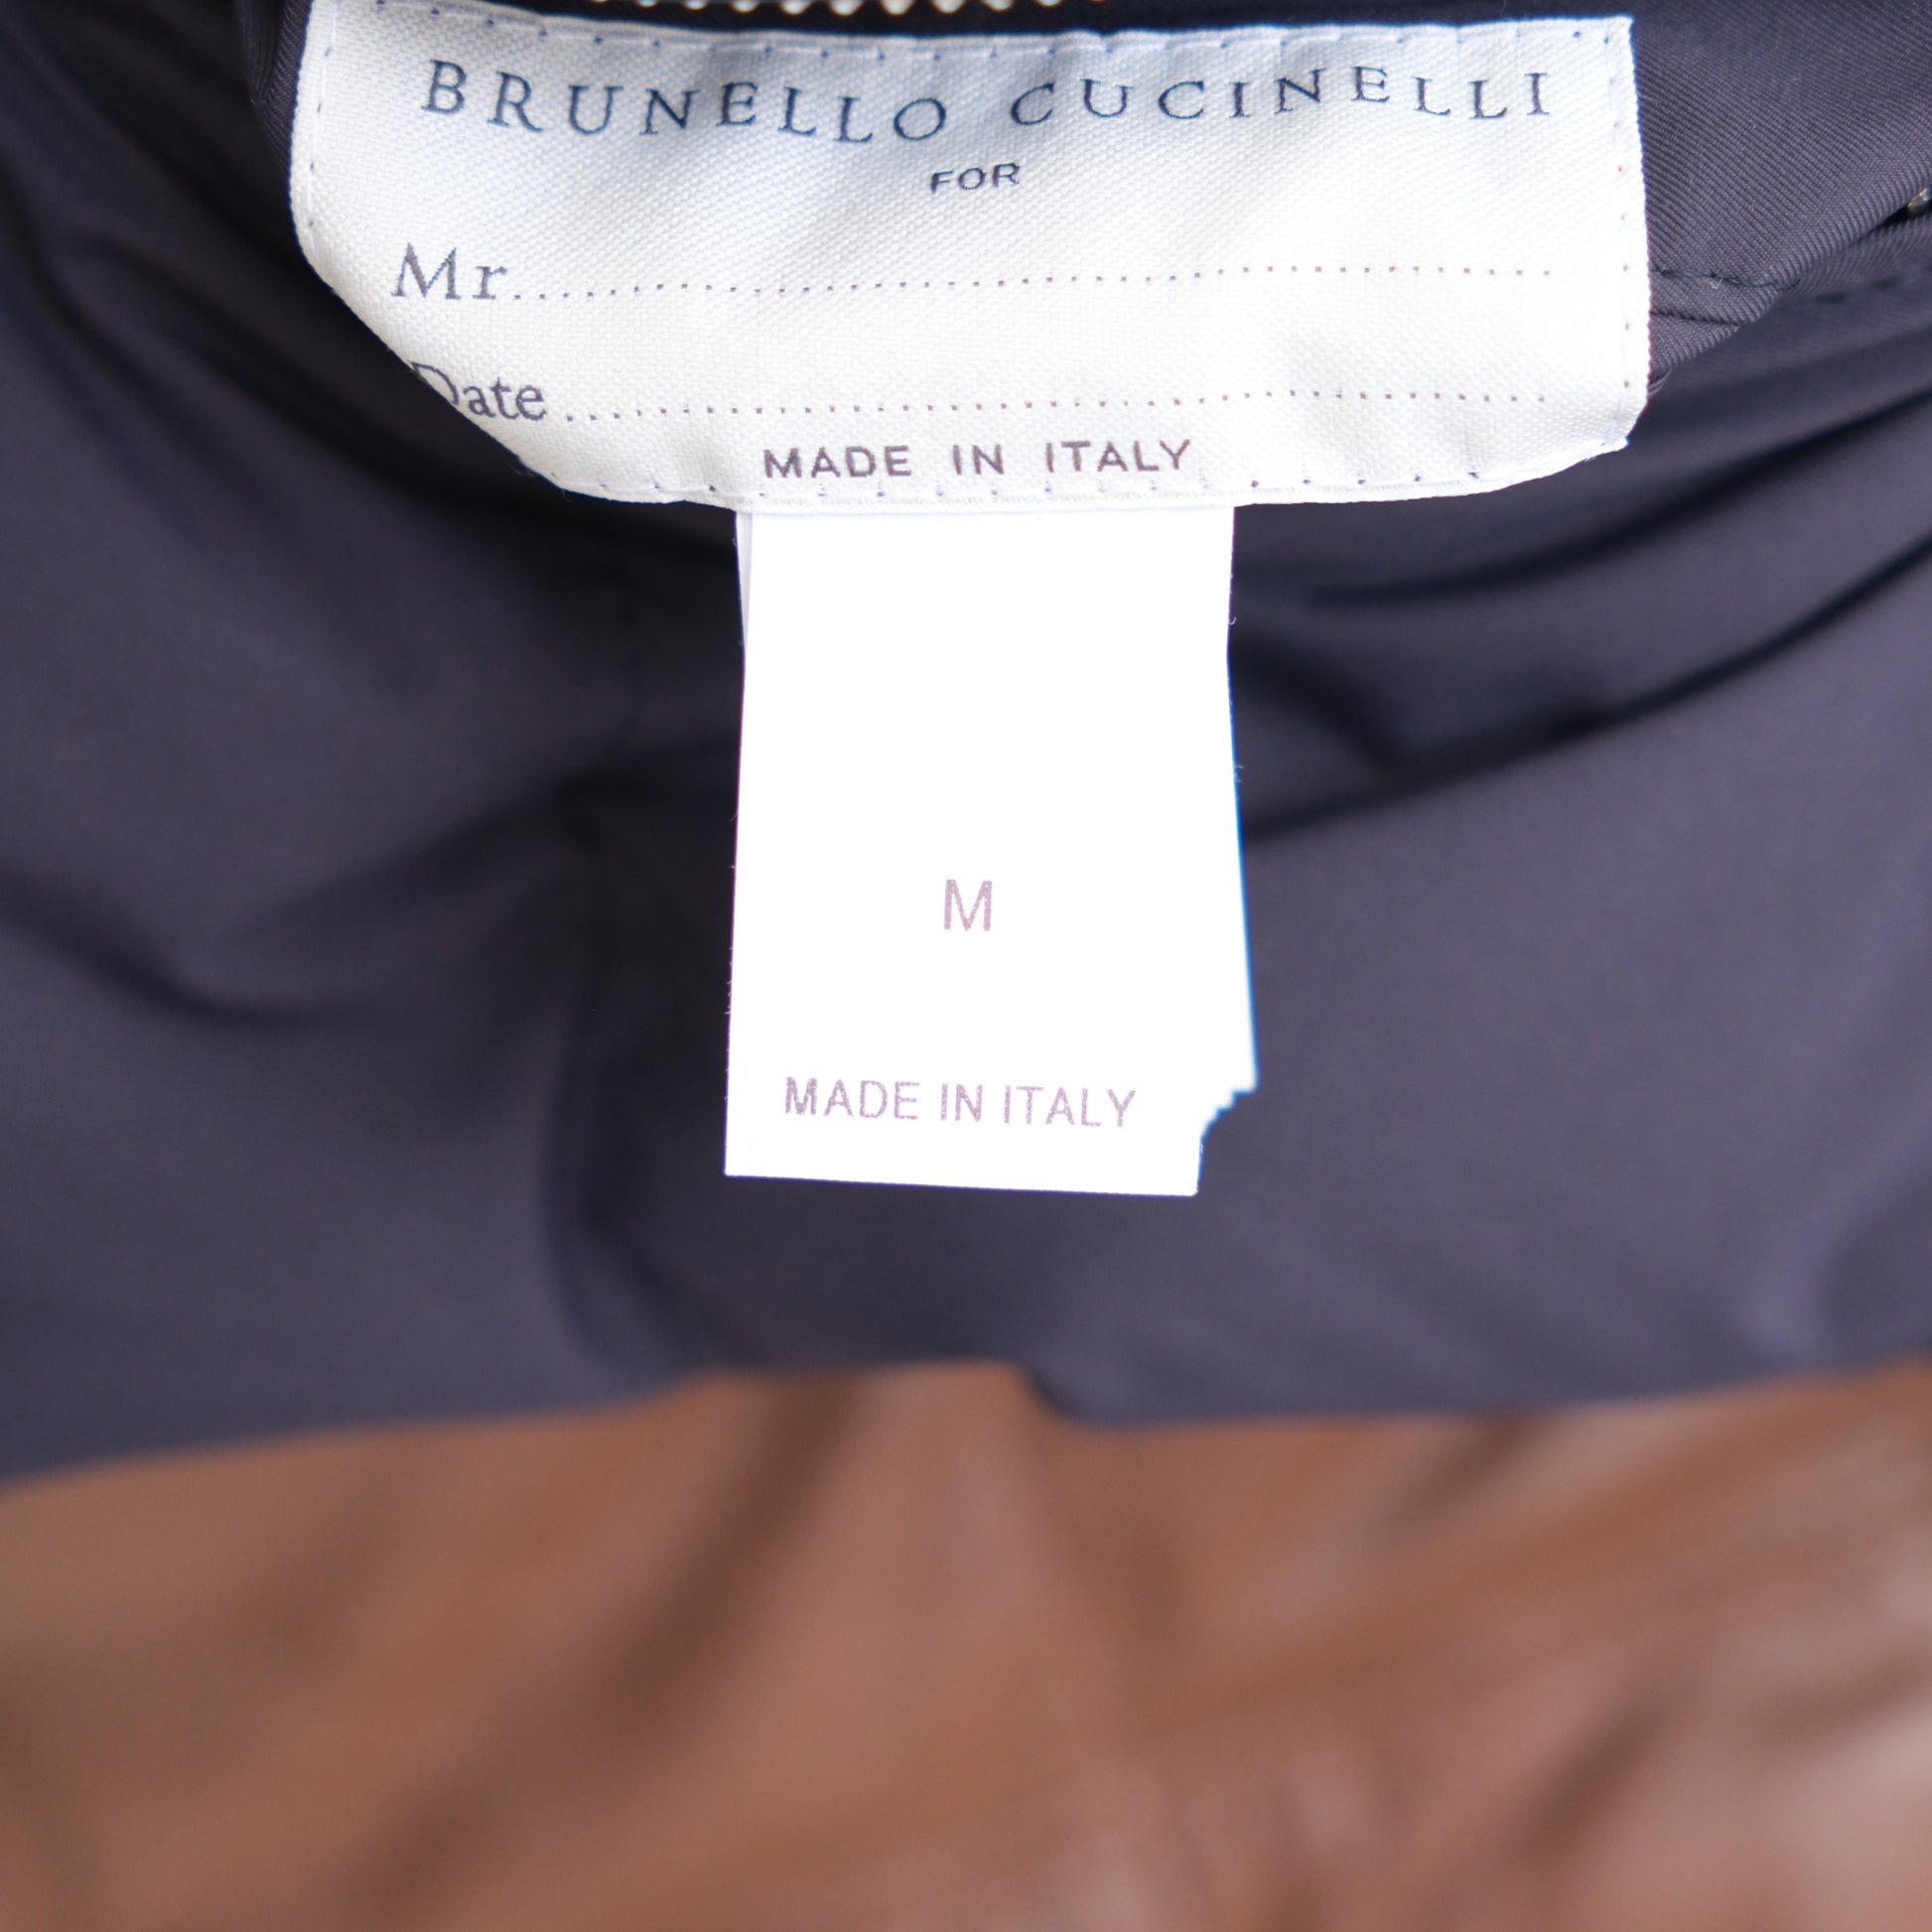 BRUNELLO CUCINELLI
FOR
Mr..............................
Date..............................
MADE IN ITALY
M
MADE IN ITALY